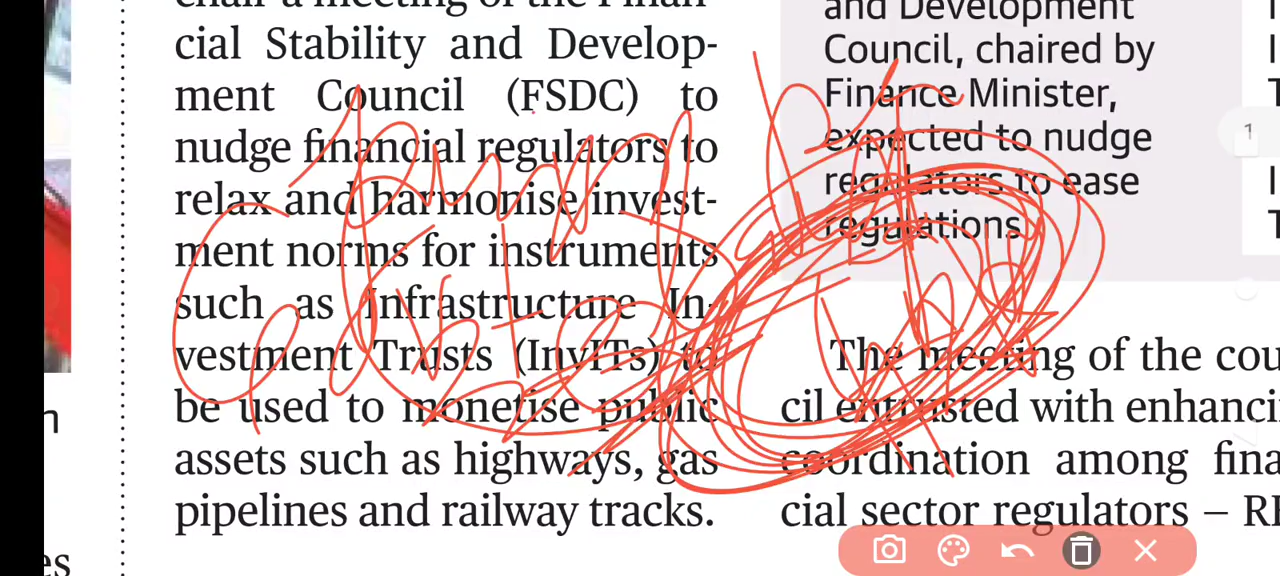 chair a meeting of the Finan-
cial Stability and Develop-
ment Council (FSDC) to
nudge financial regulators to
relax and harmonise invest-
ment norms for instruments
such as Infrastructure In-
vestment Trusts (InvITs) to
be used to monetise public
assets such as highways, gas
pipelines and railway tracks.
es
and Development
Council, chaired by
Finance Minister,
expected to nudge
regulators to ease
regulations
The meeting of the cou
cil entrusted with enhanci
coordination among fina
cial sector regulators – RB
1